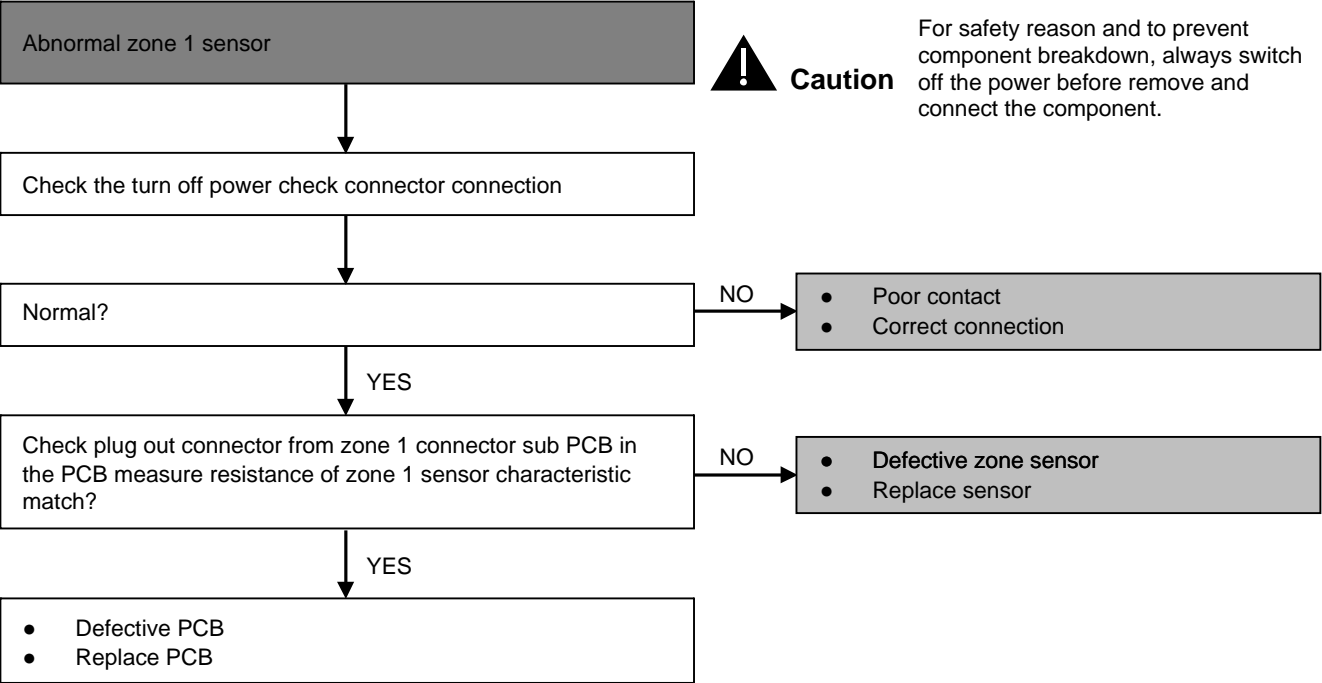 Abnormal zone 1 sensor
Caution
For safety reason and to prevent
component breakdown, always switch
off the power before remove and
connect the component.
Check the turn off power check connector connection
Normal?
NO
● Poor contact
● Correct connection
YES
Check plug out connector from zone 1 connector sub PCB in
the PCB measure resistance of zone 1 sensor characteristic
match?
NO
● Defective zone sensor
● Replace sensor
YES
● Defective PCB
● Replace PCB